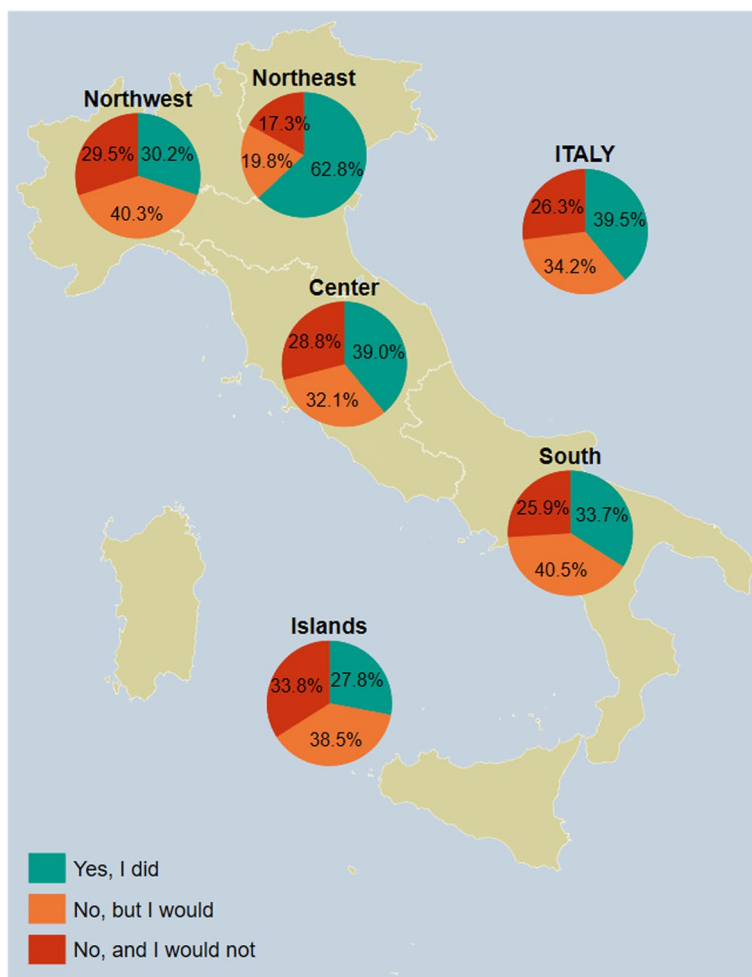 Northeast
17.3%
19.8%
62.8%
Northwest
29.5%
30.2%
40.3%
ITALY
26.3%
39.5%
34.2%
Center
28.8%
39.0%
32.1%
South
25.9%
33.7%
40.5%
Islands
33.8%
27.8%
38.5%
Yes, I did
No, but I would
No, and I would not